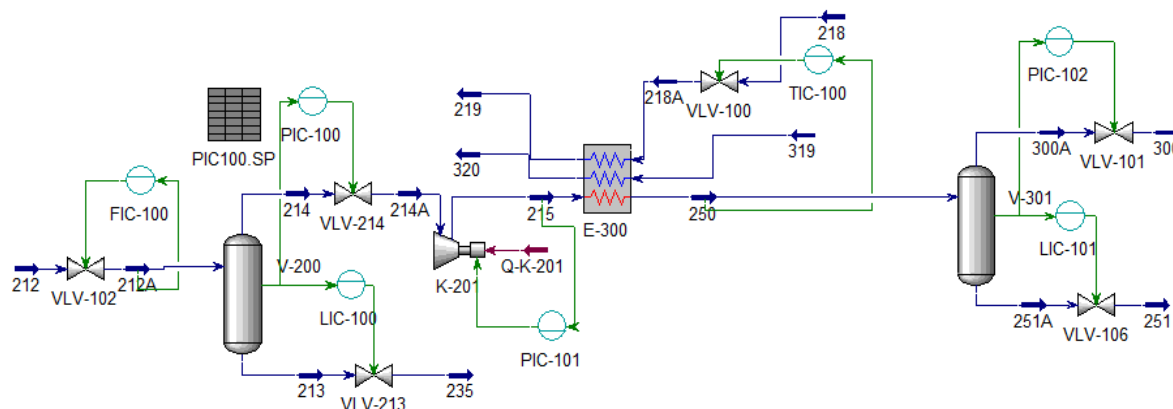 218
PIC-102
TIC-100
218A
VLV-100
219
PIC-100
PIC100.SP
319
300A
300
VLV-101
320
FIC-100
214
214A
215
250
VLV-214
E-300
V-301
LIC-101
V-200
K-201
Q-K-201
212
212A
VLV-102
LIC-100
251A
251
VLV-106
PIC-101
213
235
VLV-213